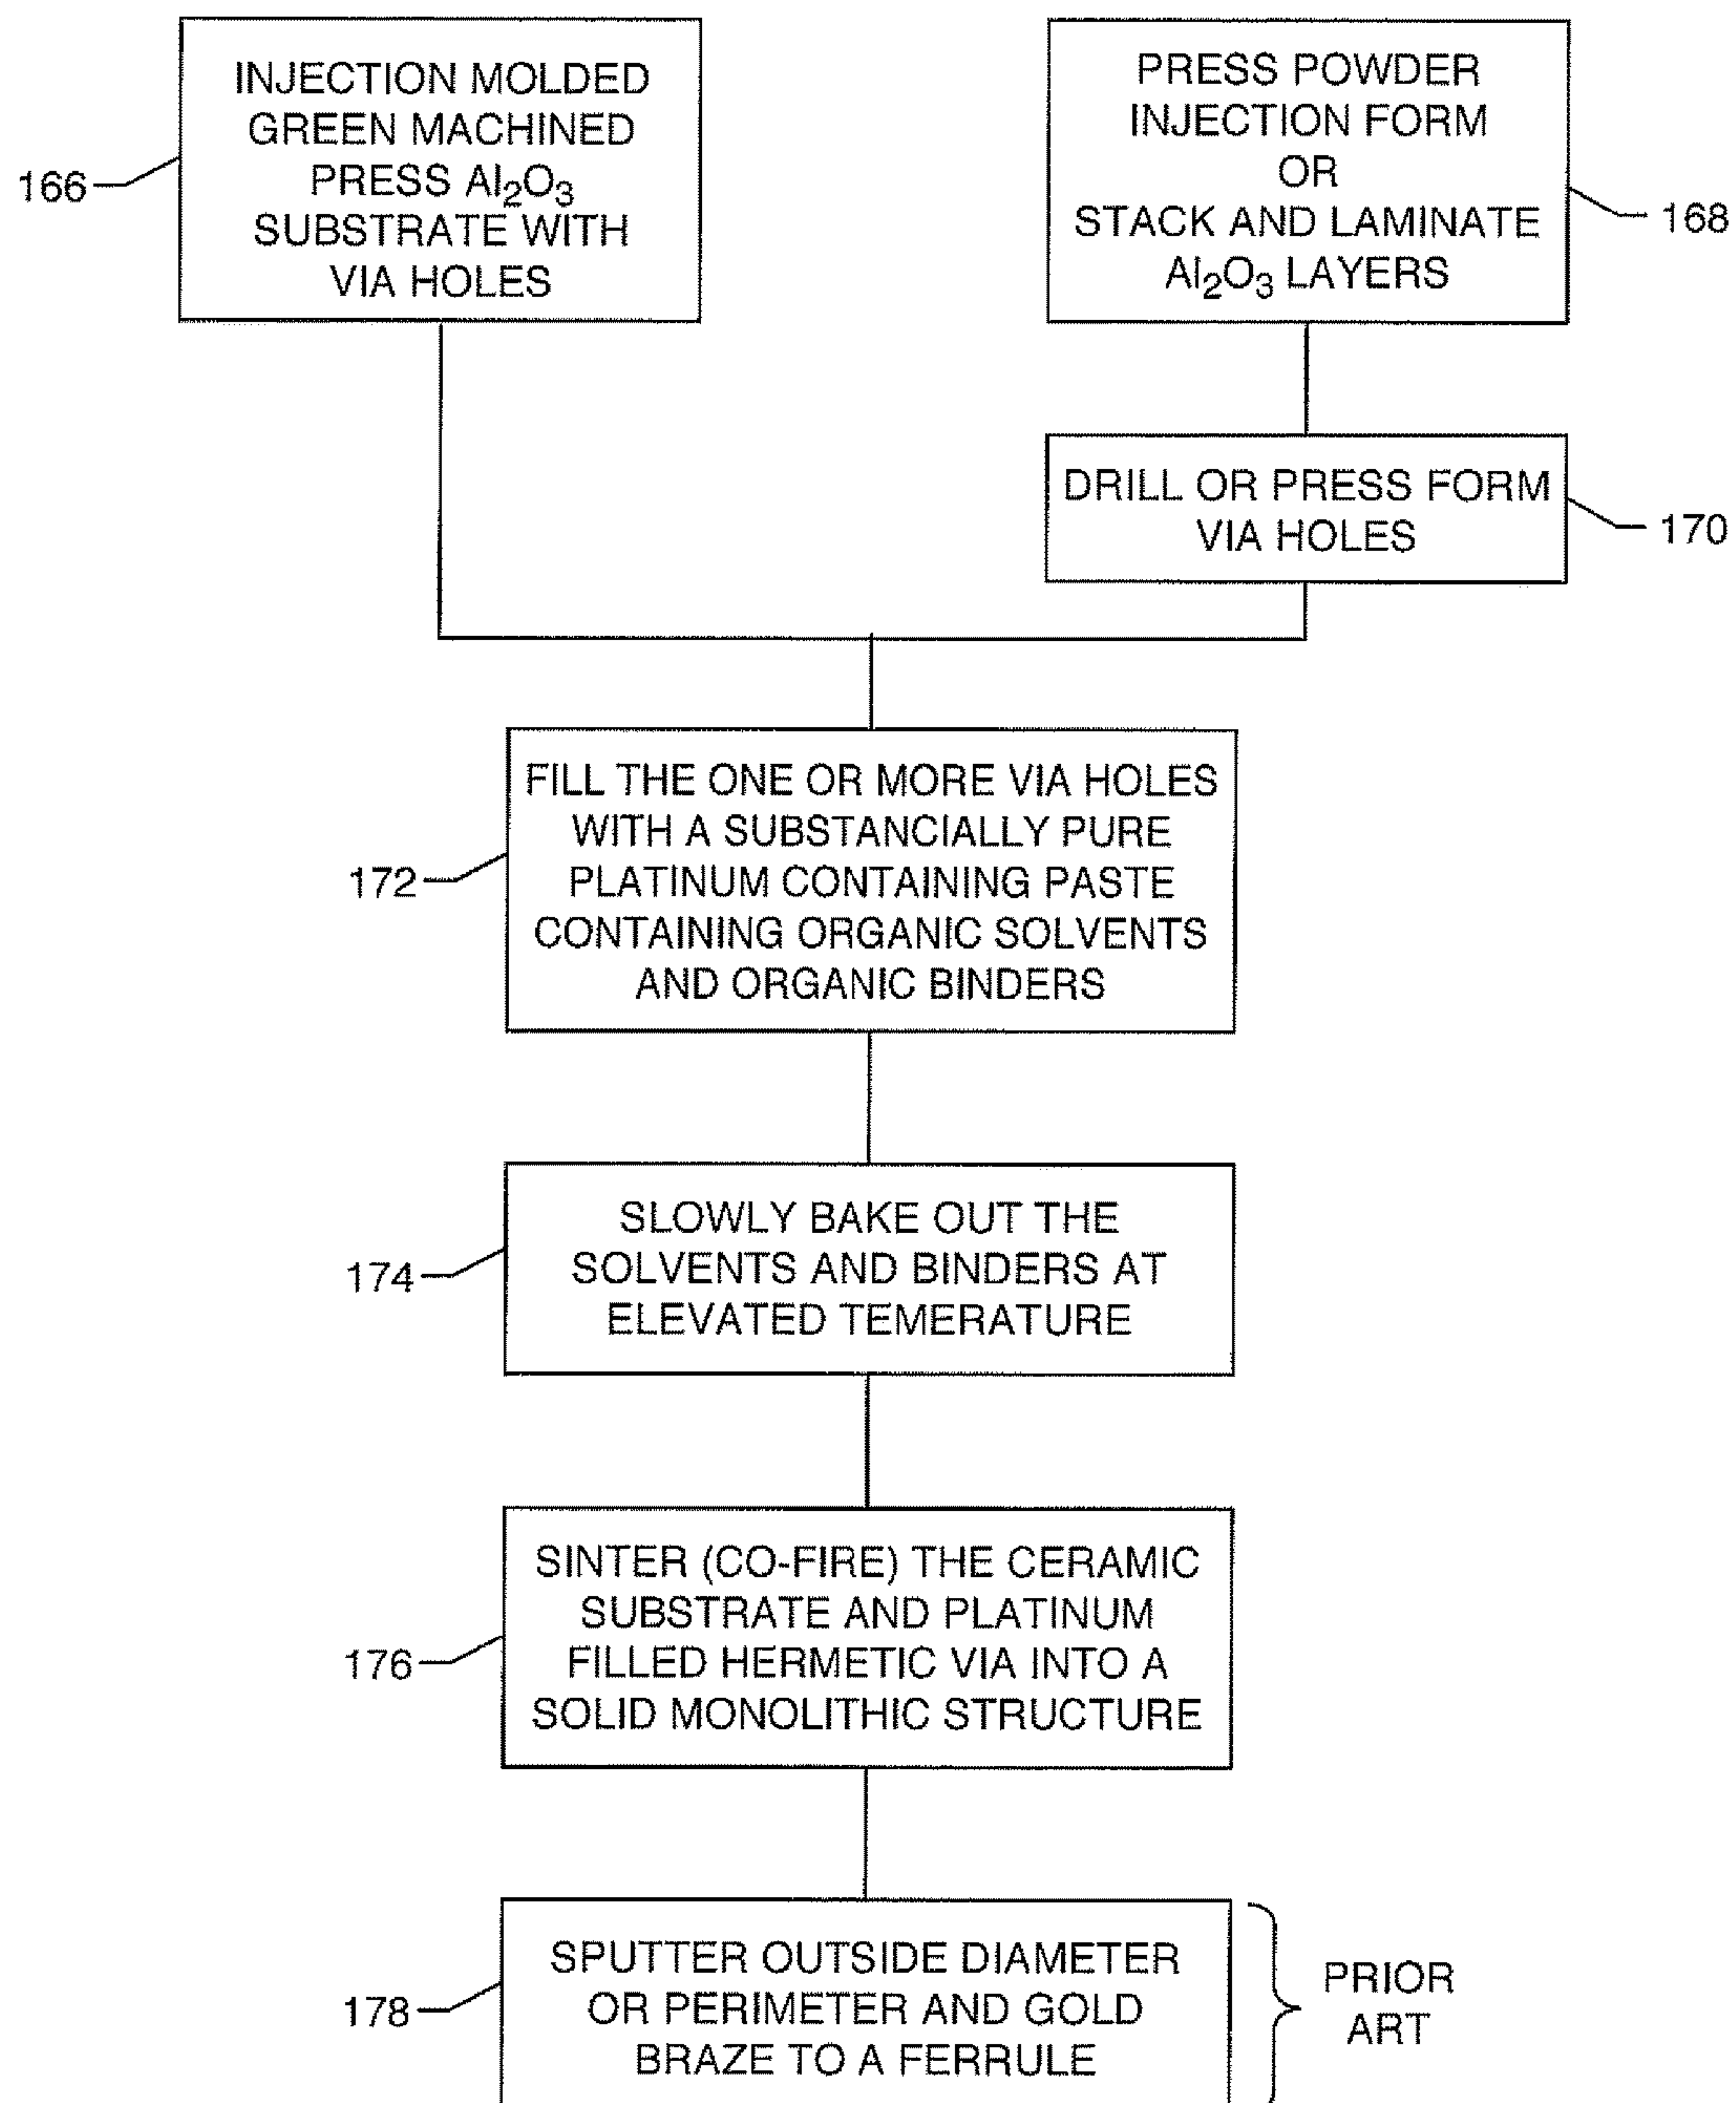 INJECTION MOLDED
GREEN MACHINED
PRESS Al₂O₃
SUBSTRATE WITH
VIA HOLES
166
PRESS POWDER
INJECTION FORM
OR
STACK AND LAMINATE
Al₂O₃ LAYERS
168
DRILL OR PRESS FORM
VIA HOLES
170
FILL THE ONE OR MORE VIA HOLES
WITH A SUBSTANCIALLY PURE
PLATINUM CONTAINING PASTE
CONTAINING ORGANIC SOLVENTS
AND ORGANIC BINDERS
172
SLOWLY BAKE OUT THE
SOLVENTS AND BINDERS AT
ELEVATED TEMERATURE
174
SINTER (CO-FIRE) THE CERAMIC
SUBSTRATE AND PLATINUM
FILLED HERMETIC VIA INTO A
SOLID MONOLITHIC STRUCTURE
176
SPUTTER OUTSIDE DIAMETER
OR PERIMETER AND GOLD
BRAZE TO A FERRULE
178
PRIOR
ART